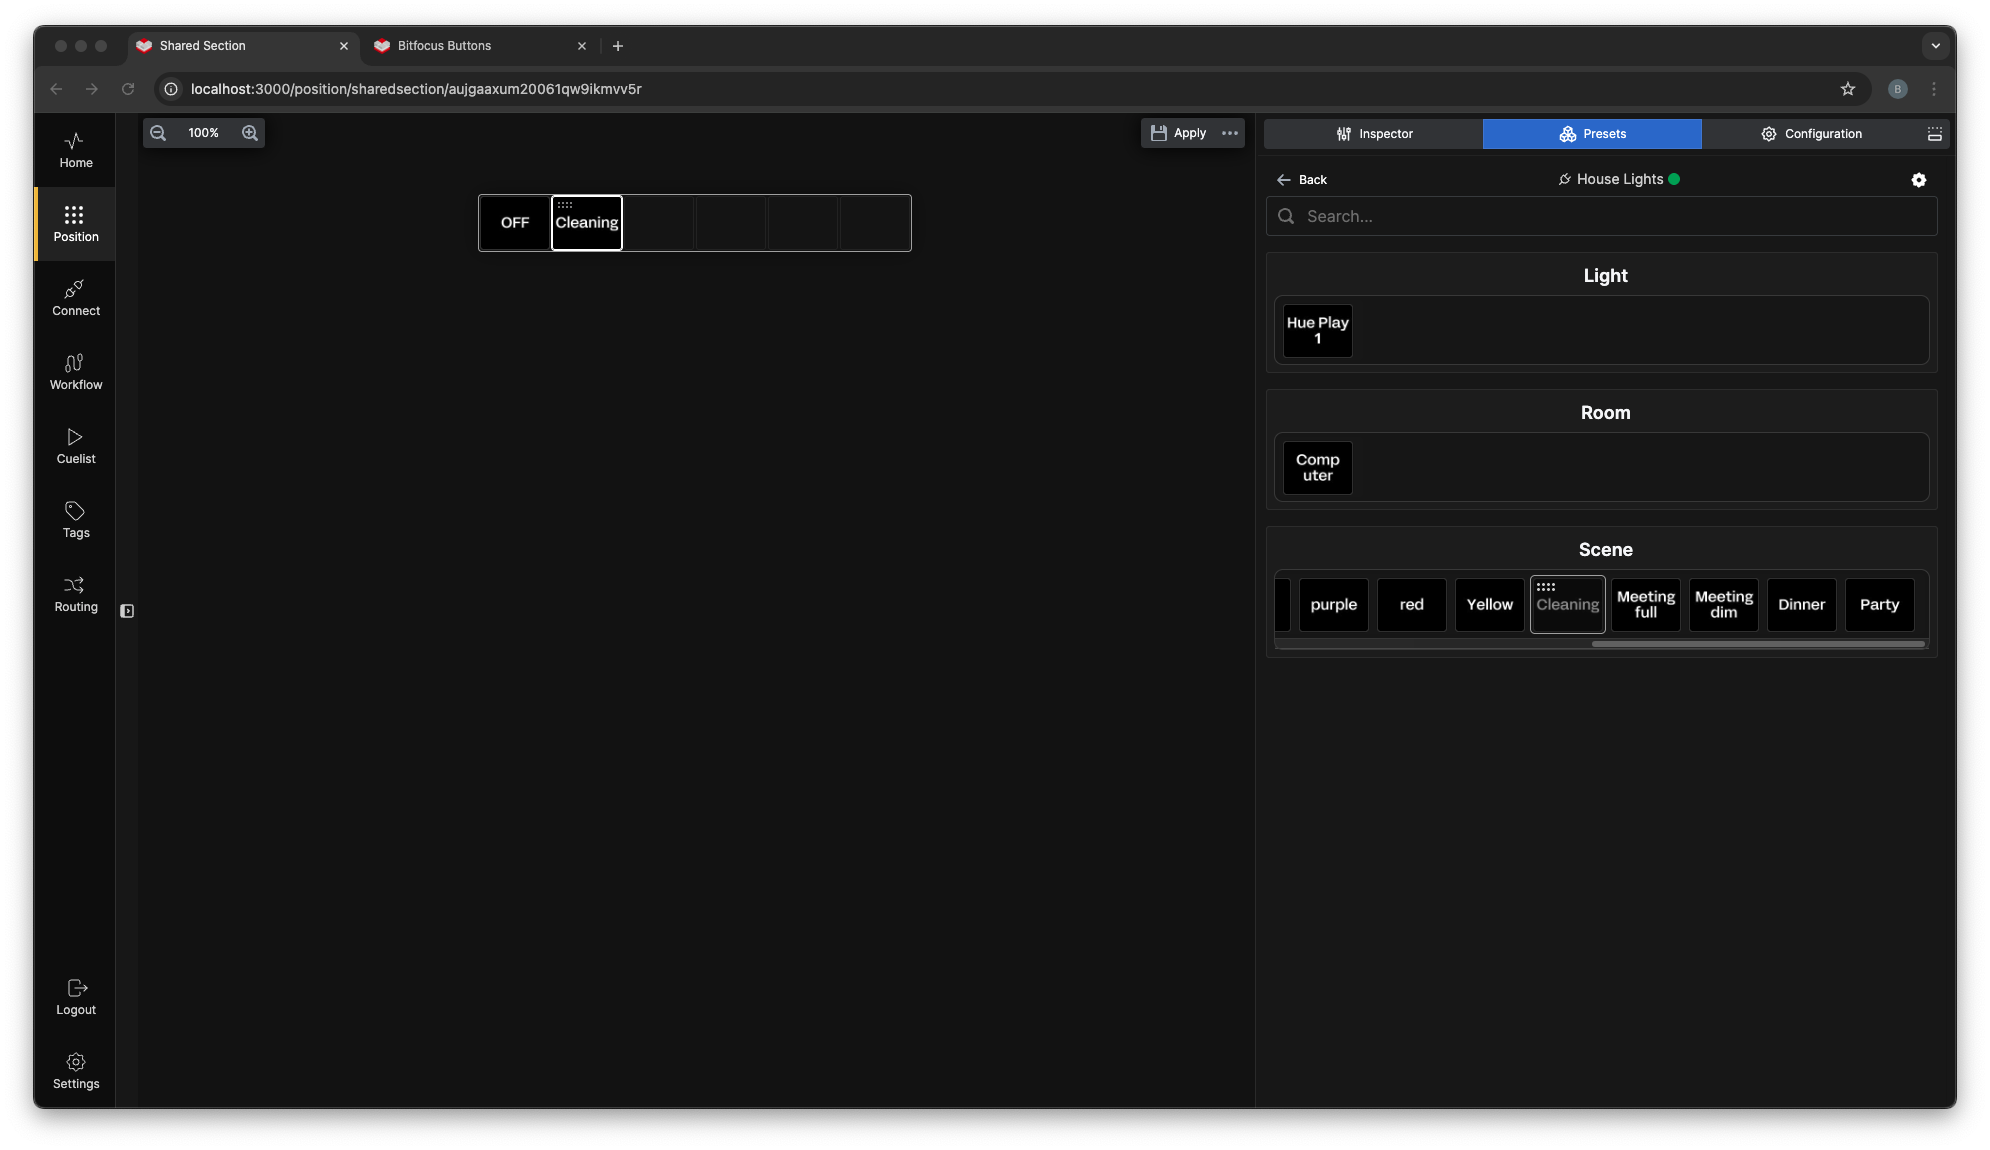 Shared Section
Bitfocus Buttons
localhost:3000/position/sharedsection/aujgaaxum20061qw9ikmvv5r
B
Home
Position
Connect
Workflow
Cuelist
Tags
Routing
Logout
Settings
100%
Apply
OFF
Cleaning
Inspector
Presets
Configuration
Back
House Lights
Search...
Light
Hue Play
1
Room
Comp
uter
Scene
purple
red
Yellow
Cleaning
Meeting
full
Meeting
dim
Dinner
Party